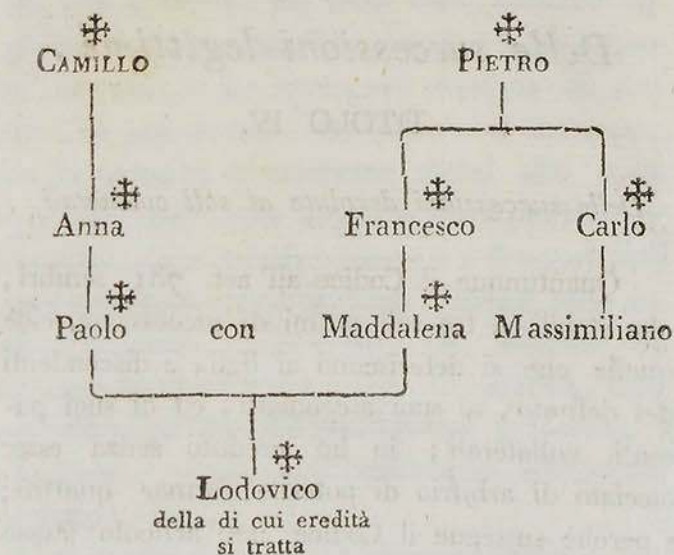 CAMILLO PIETRO
Anna Francesco Carlo
Paolo con Maddalena Massimiliano
Lodovico
della di cui eredità
si tratta